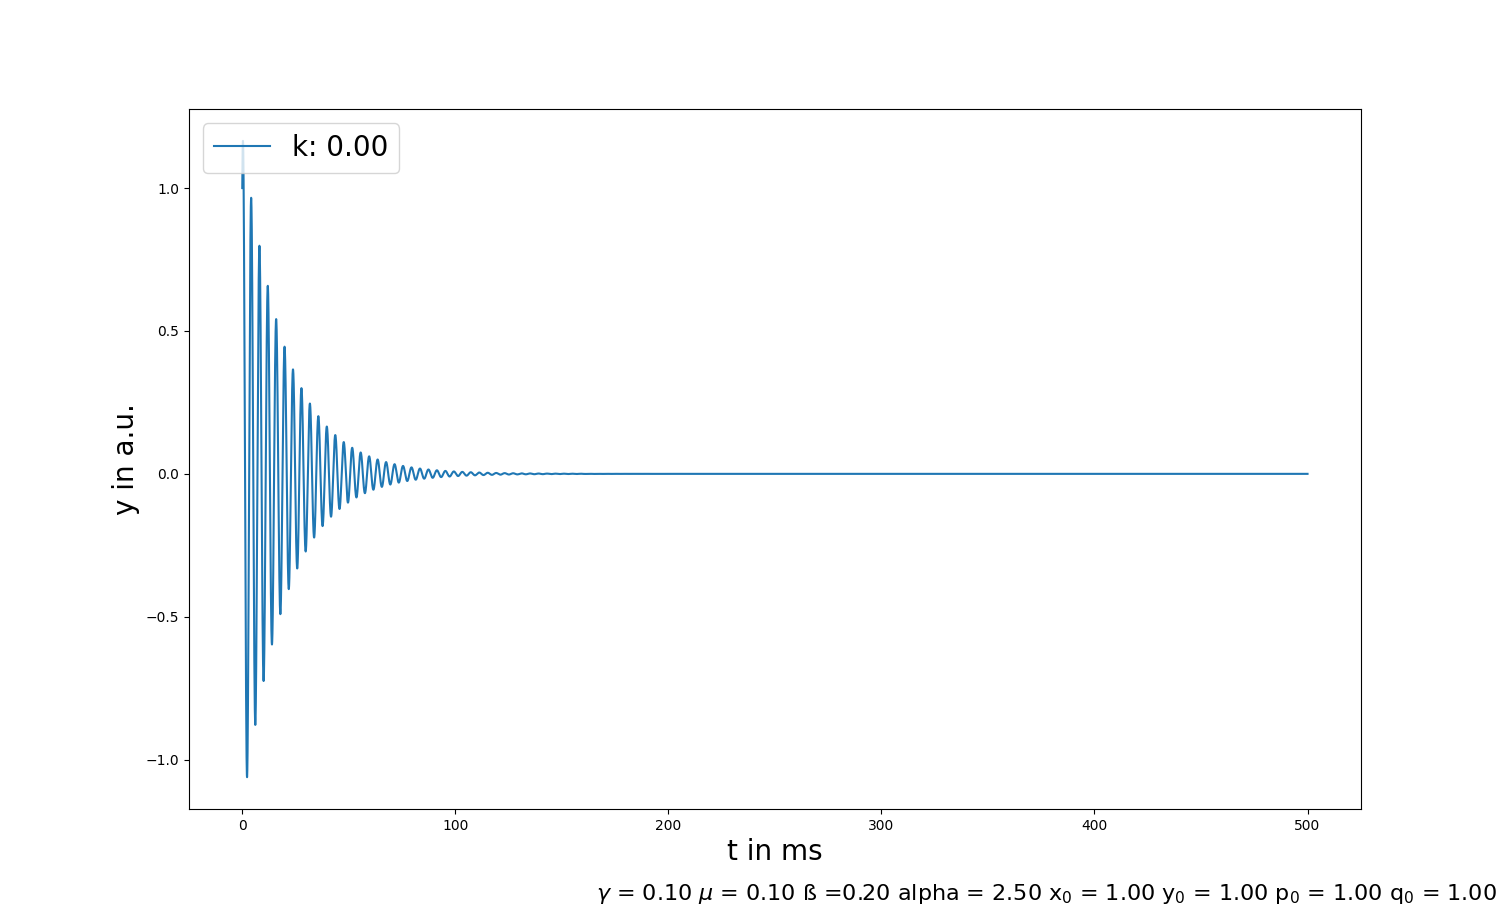 k: 0.00
1.0
0.5
0.0
−0.5
−1.0
y in a.u.
0 100 200 300 400 500
t in ms
γ = 0.10 μ = 0.10 ß =0.20 alpha = 2.50 x₀ = 1.00 y₀ = 1.00 p₀ = 1.00 q₀ = 1.00